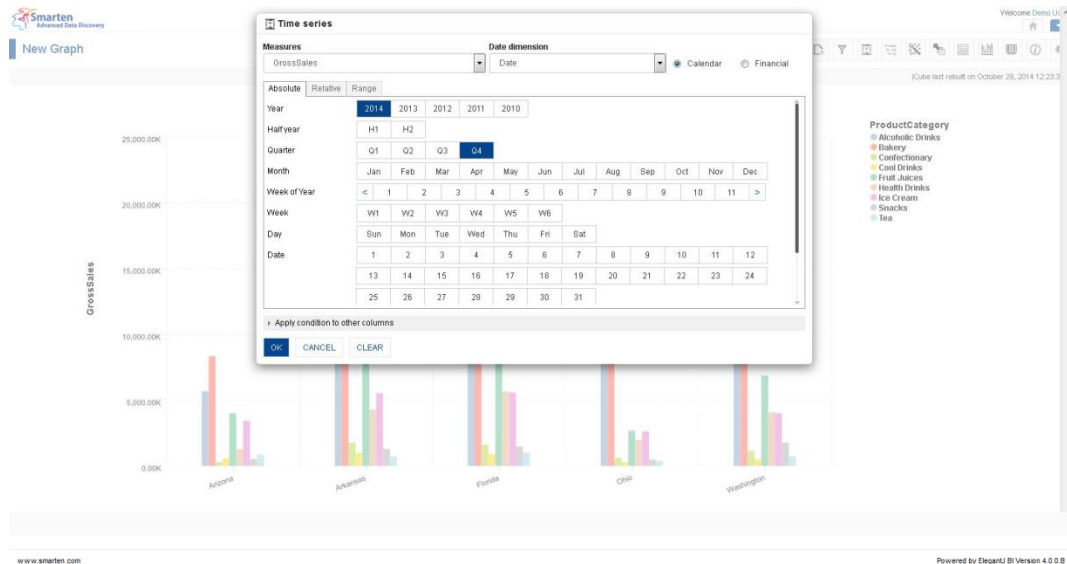 Smarten
Advanced Data Discovery
Welcome Demo Us
New Graph
Time series
Measures Date dimension
GrossSales Date Calendar Financial
Absolute Relative Range
Year 2014 2013 2012 2011 2010
Half year H1 H2
Quarter Q1 Q2 Q3 Q4
Month Jan Feb Mar Apr May Jun Jul Aug Sep Oct Nov Dec
Week of Year < 1 2 3 4 5 6 7 8 9 10 11 >
Week W1 W2 W3 W4 W5 W6
Day Sun Mon Tue Wed Thu Fri Sat
Date 1 2 3 4 5 6 7 8 9 10 11 12
13 14 15 16 17 18 19 20 21 22 23 24
25 26 27 28 29 30 31
Apply condition to other columns
OK CANCEL CLEAR
|Cube last rebuilt on October 29, 2014 12:23:3
ProductCategory
Alcoholic Drinks
Bakery
Confectionary
Cool Drinks
Fruit Juices
Health Drinks
Ice Cream
Snacks
Tea
GrossSales
25,000.00K
20,000.00K
15,000.00K
10,000.00K
5,000.00K
0.00K
Arizona Arkansas Florida Ohio Washington
www.smarten.com
Powered by ElegantJ BI Version 4.0.0.B